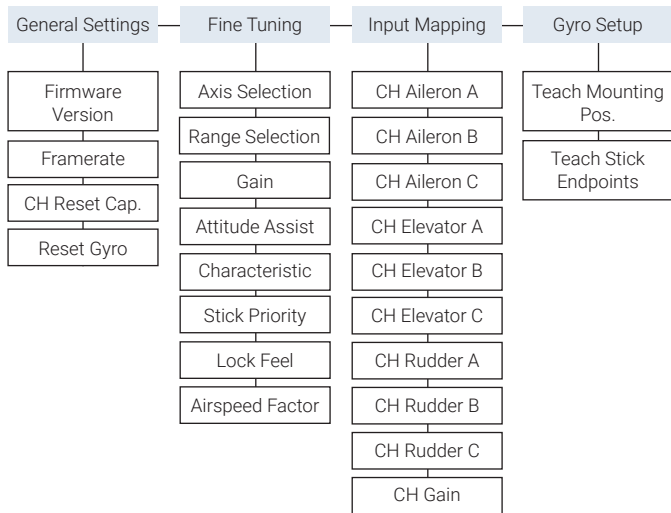 General Settings
Fine Tuning
Input Mapping
Gyro Setup
Firmware
Version
Framerate
CH Reset Cap.
Reset Gyro
Axis Selection
Range Selection
Gain
Attitude Assist
Characteristic
Stick Priority
Lock Feel
Airspeed Factor
CH Aileron A
CH Aileron B
CH Aileron C
CH Elevator A
CH Elevator B
CH Elevator C
CH Rudder A
CH Rudder B
CH Rudder C
CH Gain
Teach Mounting
Pos.
Teach Stick
Endpoints